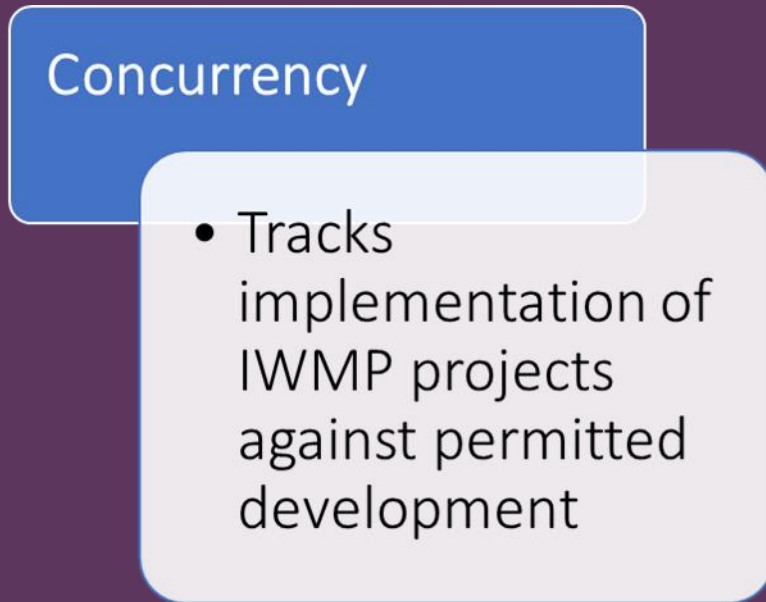 Concurrency
• Tracks
implementation of
IWMP projects
against permitted
development